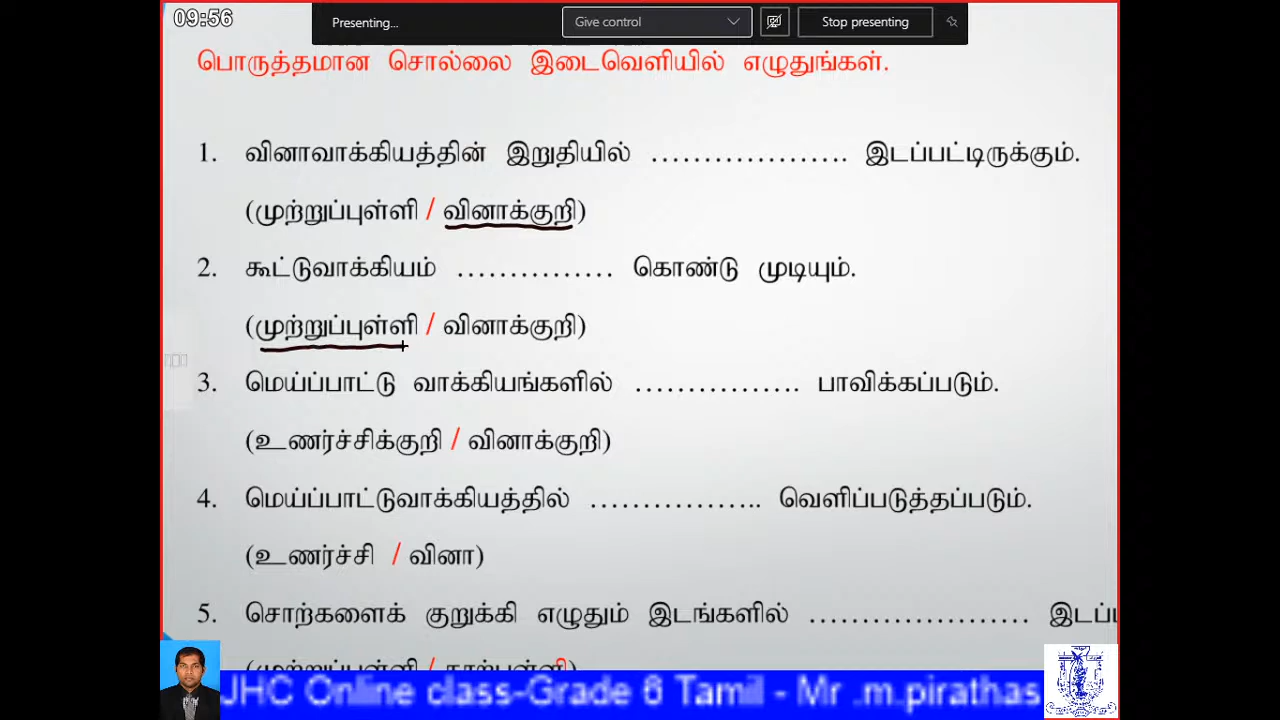 09:56
Presenting...
Give control
Stop presenting
பொருத்தமான சொல்லை இடைவெளியில் எழுதுங்கள்.
1. வினாவாக்கியத்தின் இறுதியில் ………………. இடப்பட்டிருக்கும்.
(முற்றுப்புள்ளி / வினாக்குறி)
2. கூட்டுவாக்கியம் …………… கொண்டு முடியும்.
(முற்றுப்புள்ளி / வினாக்குறி)
3. மெய்ப்பாட்டு வாக்கியங்களில் ……………. பாவிக்கப்படும்.
(உணர்ச்சிக்குறி / வினாக்குறி)
4. மெய்ப்பாட்டுவாக்கியத்தில் …………….. வெளிப்படுத்தப்படும்.
(உணர்ச்சி / வினா)
5. சொற்களைக் குறுக்கி எழுதும் இடங்களில் …………………
(முற்றுப்புள்ளி / காற்புள்ளி)
JHC Online class-Grade 6 Tamil - Mr .m.pirathas